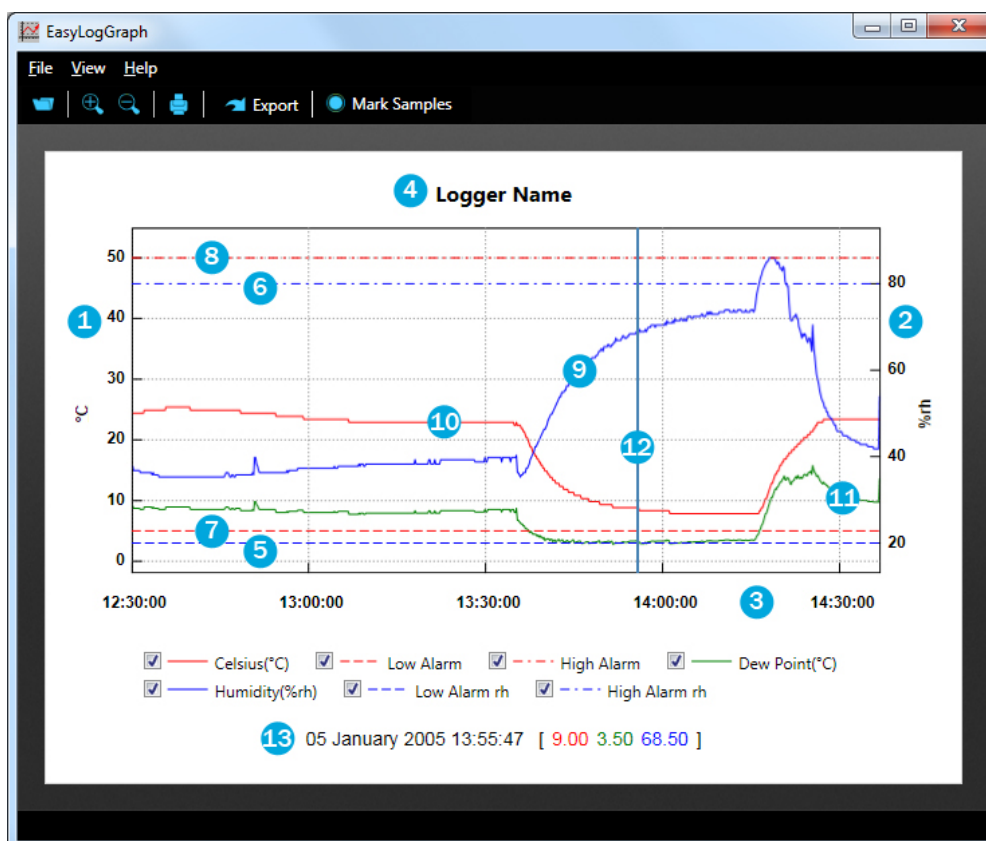 EasyLogGraph
File View Help
Export Mark Samples
4 Logger Name
50 8
6 80
1 40 2
30 9 60
°C %rh
20 10 12 40
10 11
7
5 20
0
12:30:00 13:00:00 13:30:00 14:00:00 3 14:30:00
Celsius(°C) Low Alarm High Alarm Dew Point(°C)
Humidity(%rh) Low Alarm rh High Alarm rh
13 05 January 2005 13:55:47 [ 9.00 3.50 68.50 ]